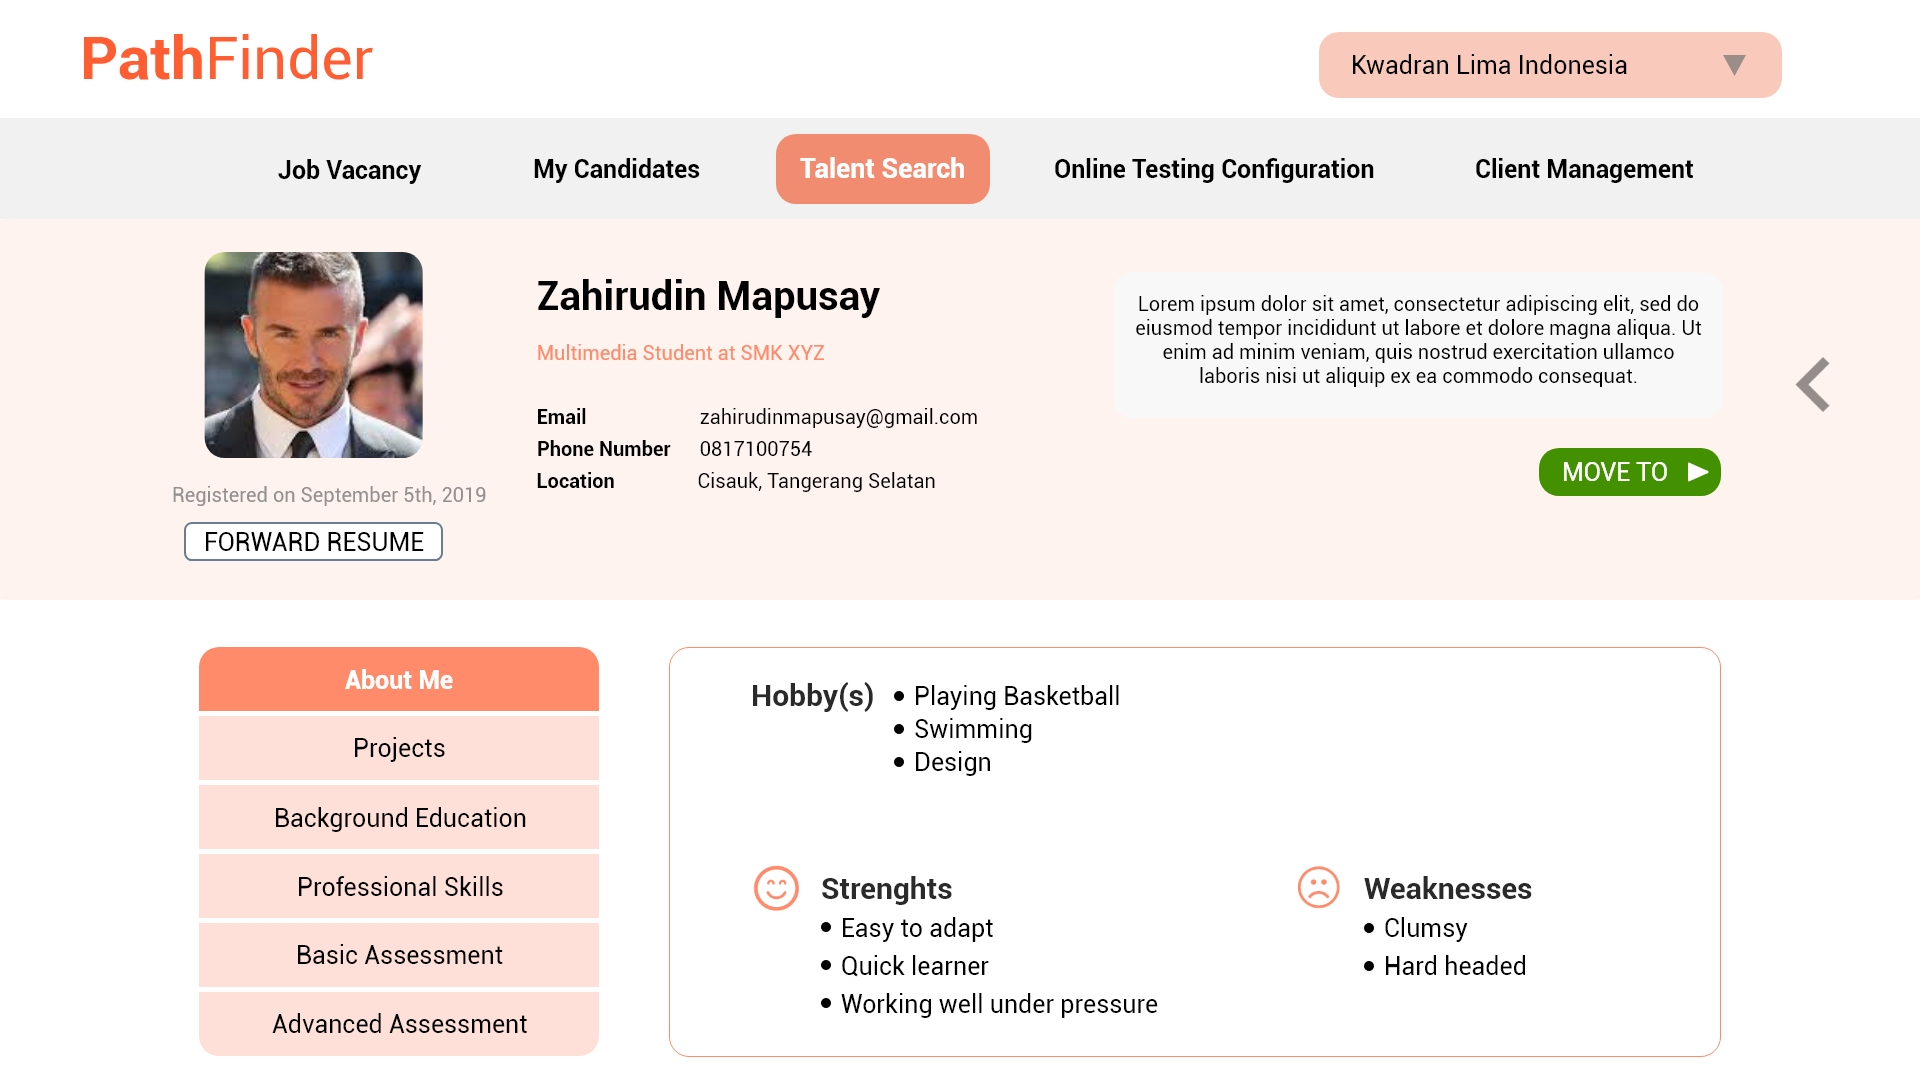 PathFinder
Kwadran Lima Indonesia
Job Vacancy
My Candidates
Talent Search
Online Testing Configuration
Client Management
Zahirudin Mapusay
Multimedia Student at SMK XYZ
Email zahirudinmapusay@gmail.com
Phone Number 0817100754
Location Cisauk, Tangerang Selatan
Registered on September 5th, 2019
FORWARD RESUME
Lorem ipsum dolor sit amet, consectetur adipiscing elit, sed do
eiusmod tempor incididunt ut labore et dolore magna aliqua. Ut
enim ad minim veniam, quis nostrud exercitation ullamco
laboris nisi ut aliquip ex ea commodo consequat.
MOVE TO
About Me
Projects
Background Education
Professional Skills
Basic Assessment
Advanced Assessment
Hobby(s)
Playing Basketball
Swimming
Design
Strenghts
Easy to adapt
Quick learner
Working well under pressure
Weaknesses
Clumsy
Hard headed